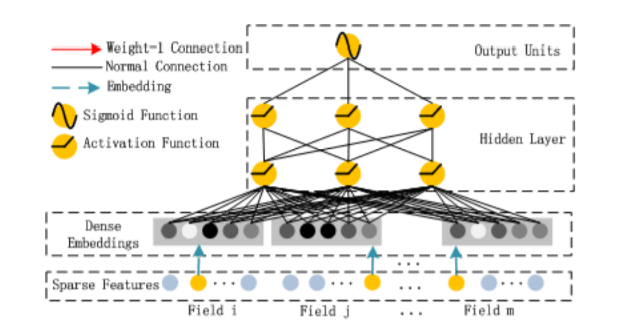 Weight-1 Connection
Normal Connection
Embedding
Sigmoid Function
Activation Function
Output Units
Hidden Layer
Dense
Embeddings
...
Sparse Features ... ... ... ...
Field i Field j ... Field m